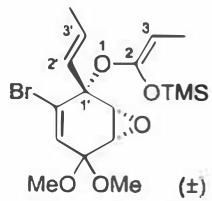 3' 3
1
2' O 2
Br 1' OTMS
O
MeO OMe (±)